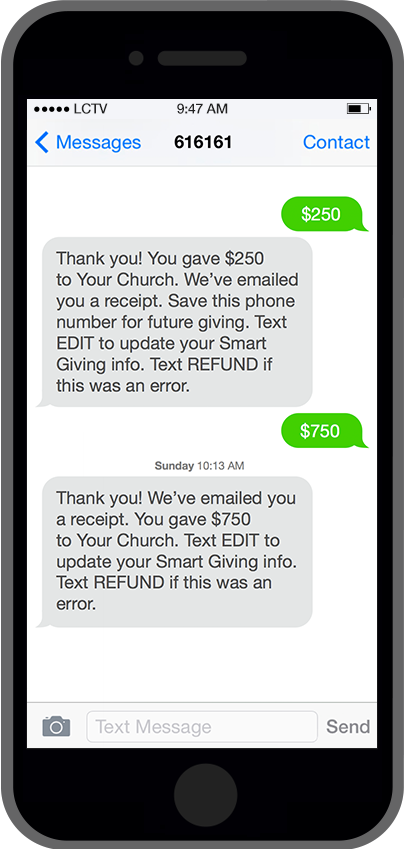 LCTV 9:47 AM
Messages 616161 Contact
$250
Thank you! You gave $250
to Your Church. We’ve emailed
you a receipt. Save this phone
number for future giving. Text
EDIT to update your Smart
Giving info. Text REFUND if
this was an error.
$750
Sunday 10:13 AM
Thank you! We’ve emailed you
a receipt. You gave $750
to Your Church. Text EDIT to
update your Smart Giving info.
Text REFUND if this was an
error.
Text Message Send